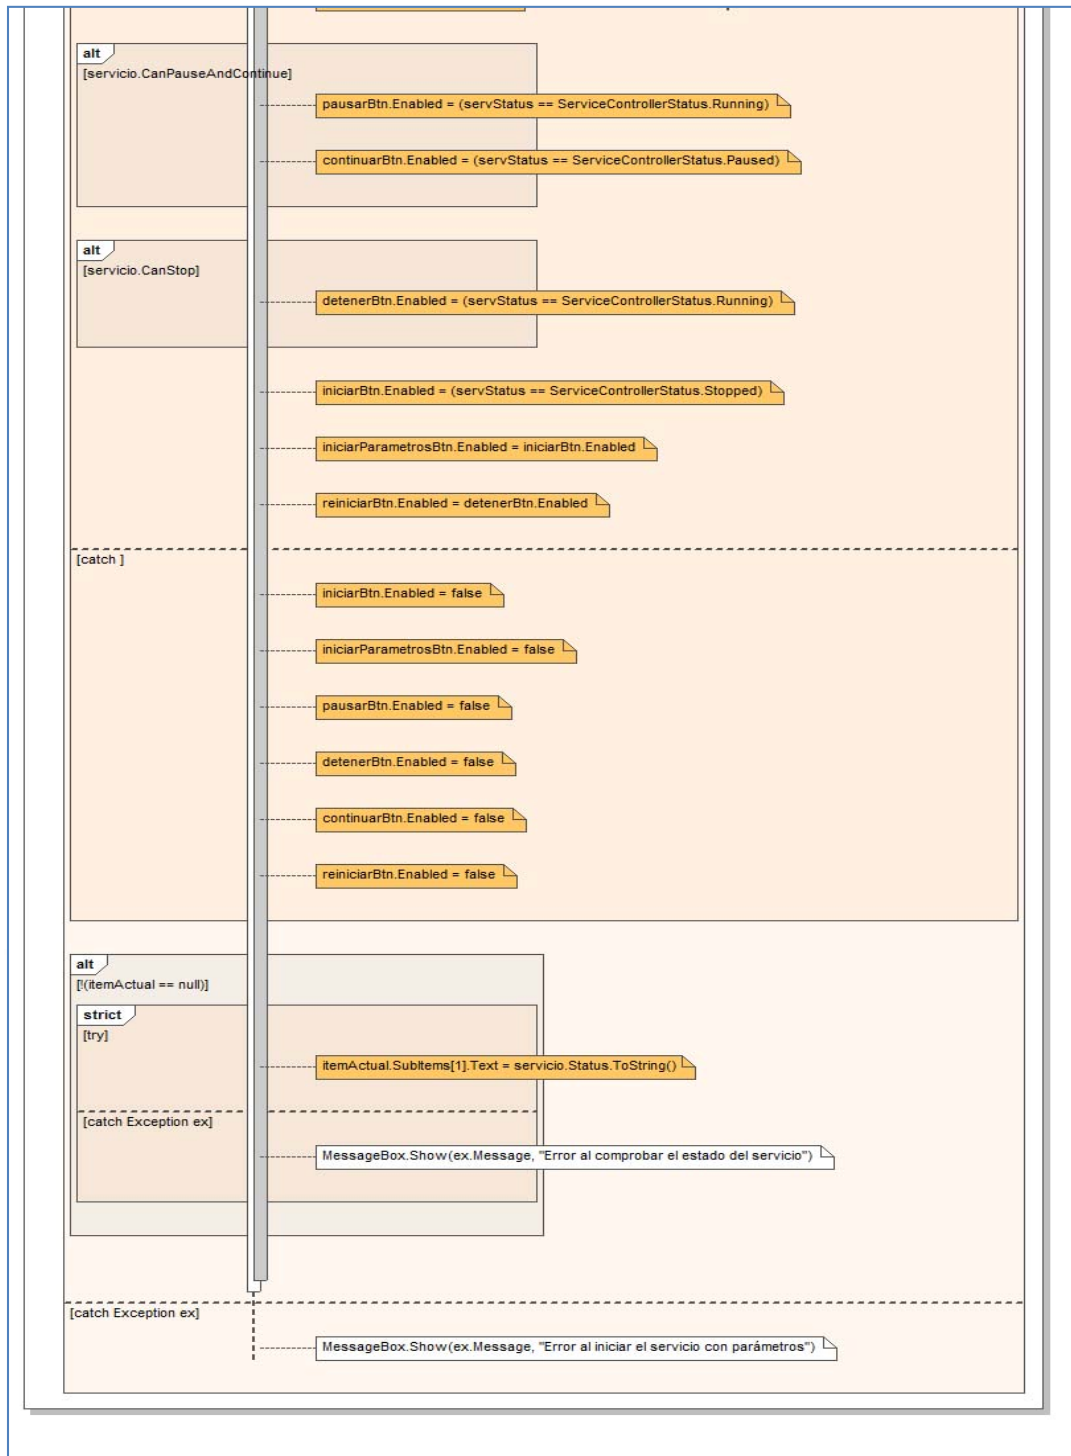 alt
[servicio.CanPauseAndContinue]
pausarBtn.Enabled = (servStatus == ServiceControllerStatus.Running)
continuarBtn.Enabled = (servStatus == ServiceControllerStatus.Paused)
alt
[servicio.CanStop]
detenerBtn.Enabled = (servStatus == ServiceControllerStatus.Running)
iniciarBtn.Enabled = (servStatus == ServiceControllerStatus.Stopped)
iniciarParametrosBtn.Enabled = iniciarBtn.Enabled
reiniciarBtn.Enabled = detenerBtn.Enabled
[catch ]
iniciarBtn.Enabled = false
iniciarParametrosBtn.Enabled = false
pausarBtn.Enabled = false
detenerBtn.Enabled = false
continuarBtn.Enabled = false
reiniciarBtn.Enabled = false
alt
[!(itemActual == null)]
strict
[try]
itemActual.SubItems[1].Text = servicio.Status.ToString()
[catch Exception ex]
MessageBox.Show(ex.Message, "Error al comprobar el estado del servicio")
[catch Exception ex]
MessageBox.Show(ex.Message, "Error al iniciar el servicio con parámetros")